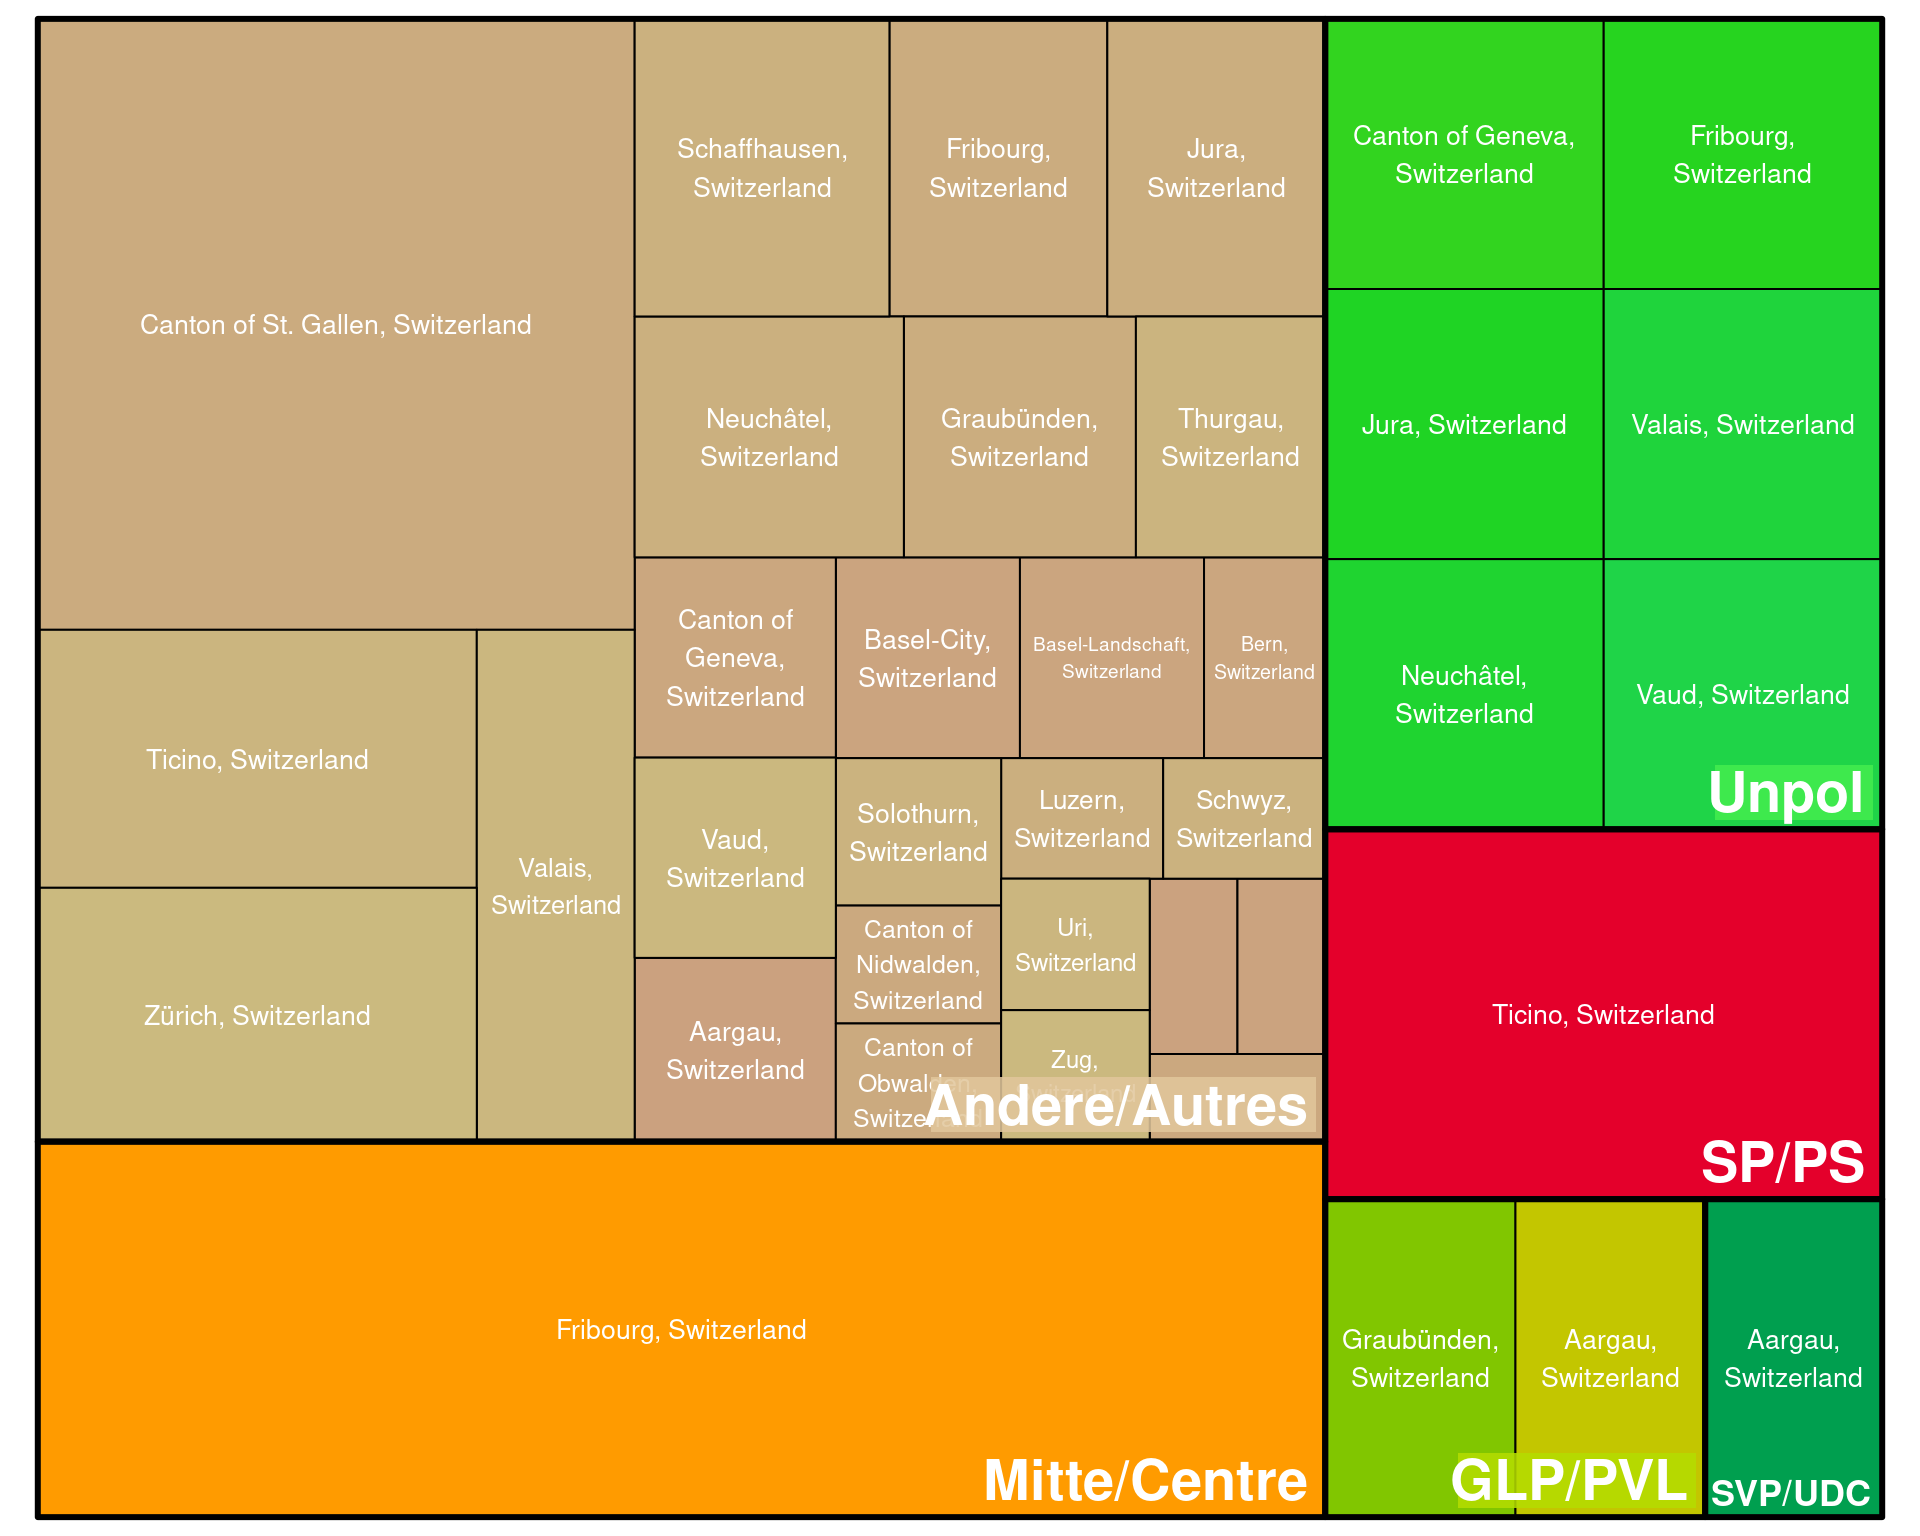 Canton of St. Gallen, Switzerland
Schaffhausen,
Switzerland
Fribourg,
Switzerland
Jura,
Switzerland
Neuchâtel,
Switzerland
Graubünden,
Switzerland
Thurgau,
Switzerland
Ticino, Switzerland
Zürich, Switzerland
Valais,
Switzerland
Canton of
Geneva,
Switzerland
Basel-City,
Switzerland
Basel-Landschaft,
Switzerland
Bern,
Switzerland
Vaud,
Switzerland
Aargau,
Switzerland
Solothurn,
Switzerland
Luzern,
Switzerland
Schwyz,
Switzerland
Canton of
Nidwalden,
Switzerland
Uri,
Switzerland
Canton of
Obwalden,
Switzerland
Zug,
Switzerland
Andere/Autres
Fribourg, Switzerland
Mitte/Centre
Canton of Geneva,
Switzerland
Fribourg,
Switzerland
Jura, Switzerland
Valais, Switzerland
Neuchâtel,
Switzerland
Vaud, Switzerland
Unpol
Ticino, Switzerland
SP/PS
Graubünden,
Switzerland
Aargau,
Switzerland
GLP/PVL
Aargau,
Switzerland
SVP/UDC